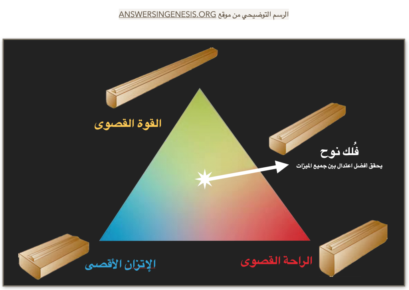 الرسم التوضيحي من موقع ANSWERSINGENESIS.ORG
القوة القصوى
فُلك نوح
يحقق افضل اعتدال بين جميع الميزات
الإتزان الأقصى
الراحة القصوى